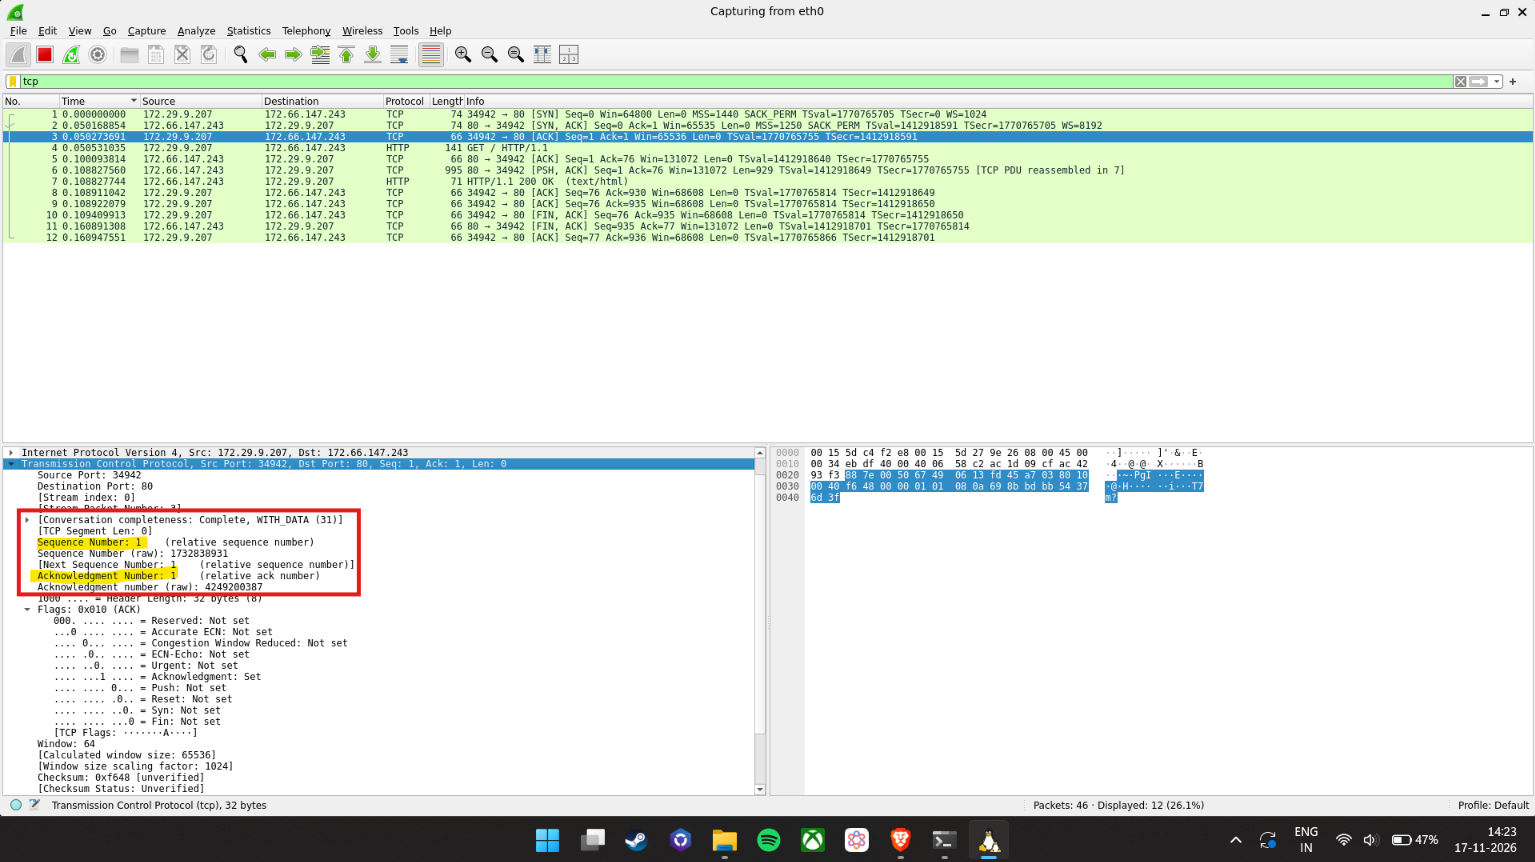 Capturing from eth0
File Edit View Go Capture Analyze Statistics Telephony Wireless Tools Help
tcp
No. Time Source Destination Protocol Length Info
1 0.000000000 172.29.9.207 172.66.147.243 TCP 74 34942 → 80 [SYN] Seq=0 Win=64800 Len=0 MSS=1440 SACK_PERM TSval=1770765705 TSecr=0 WS=1024
2 0.050168854 172.66.147.243 172.29.9.207 TCP 74 80 → 34942 [SYN, ACK] Seq=0 Ack=1 Win=65535 Len=0 MSS=1250 SACK_PERM TSval=1412918591 TSecr=1770765705 WS=8192
3 0.050273691 172.29.9.207 172.66.147.243 TCP 66 34942 → 80 [ACK] Seq=1 Ack=1 Win=65536 Len=0 TSval=1770765755 TSecr=1412918591
4 0.050531035 172.29.9.207 172.66.147.243 HTTP 141 GET / HTTP/1.1
5 0.100093814 172.66.147.243 172.29.9.207 TCP 66 80 → 34942 [ACK] Seq=1 Ack=76 Win=131072 Len=0 TSval=1412918640 TSecr=1770765755
6 0.108827560 172.66.147.243 172.29.9.207 TCP 995 80 → 34942 [PSH, ACK] Seq=1 Ack=76 Win=131072 Len=929 TSval=1412918649 TSecr=1770765755 [TCP PDU reassembled in 7]
7 0.108827744 172.66.147.243 172.29.9.207 HTTP 71 HTTP/1.1 200 OK (text/html)
8 0.108911042 172.29.9.207 172.66.147.243 TCP 66 34942 → 80 [ACK] Seq=76 Ack=930 Win=68608 Len=0 TSval=1770765814 TSecr=1412918649
9 0.108922079 172.29.9.207 172.66.147.243 TCP 66 34942 → 80 [ACK] Seq=76 Ack=935 Win=68608 Len=0 TSval=1770765814 TSecr=1412918650
10 0.109409913 172.29.9.207 172.66.147.243 TCP 66 34942 → 80 [FIN, ACK] Seq=76 Ack=935 Win=68608 Len=0 TSval=1770765814 TSecr=1412918650
11 0.160891308 172.66.147.243 172.29.9.207 TCP 66 80 → 34942 [FIN, ACK] Seq=935 Ack=77 Win=131072 Len=0 TSval=1412918701 TSecr=1770765814
12 0.160947551 172.29.9.207 172.66.147.243 TCP 66 34942 → 80 [ACK] Seq=77 Ack=936 Win=68608 Len=0 TSval=1770765866 TSecr=1412918701
Internet Protocol Version 4, Src: 172.29.9.207, Dst: 172.66.147.243
Transmission Control Protocol, Src Port: 34942, Dst Port: 80, Seq: 1, Ack: 1, Len: 0
Source Port: 34942
Destination Port: 80
[Stream index: 0]
[Stream Packet Number: 3]
[Conversation completeness: Complete, WITH_DATA (31)]
[TCP Segment Len: 0]
Sequence Number: 1 (relative sequence number)
Sequence Number (raw): 1732838931
[Next Sequence Number: 1 (relative sequence number)]
Acknowledgment Number: 1 (relative ack number)
Acknowledgment number (raw): 4249200387
1000 .... = Header Length: 32 bytes (8)
Flags: 0x010 (ACK)
000. .... .... = Reserved: Not set
...0 .... .... = Accurate ECN: Not set
.... 0... .... = Congestion Window Reduced: Not set
.... .0.. .... = ECN-Echo: Not set
.... ..0. .... = Urgent: Not set
.... ...1 .... = Acknowledgment: Set
.... .... 0... = Push: Not set
.... .... .0.. = Reset: Not set
.... .... ..0. = Syn: Not set
.... .... ...0 = Fin: Not set
[TCP Flags: ·······A····]
Window: 64
[Calculated window size: 65536]
[Window size scaling factor: 1024]
Checksum: 0xf648 [unverified]
[Checksum Status: Unverified]
0000 00 15 5d c4 f2 e8 00 15 5d 27 9e 26 08 00 45 00 ··]····· ]'·&··E·
0010 00 34 eb df 40 00 40 06 58 c2 ac 1d 09 cf ac 42 ·4··@·@· X······B
0020 93 f3 88 7e 00 50 67 49 06 13 fd 45 a7 03 80 10 ···~·PgI ···E····
0030 00 40 f6 48 00 00 01 01 08 0a 69 8b bd bb 54 37 ·@·H···· ··i···T7
0040 6d 3f m?
Transmission Control Protocol (tcp), 32 bytes
Packets: 46 · Displayed: 12 (26.1%)
Profile: Default
ENG
IN
47%
14:23
17-11-2026